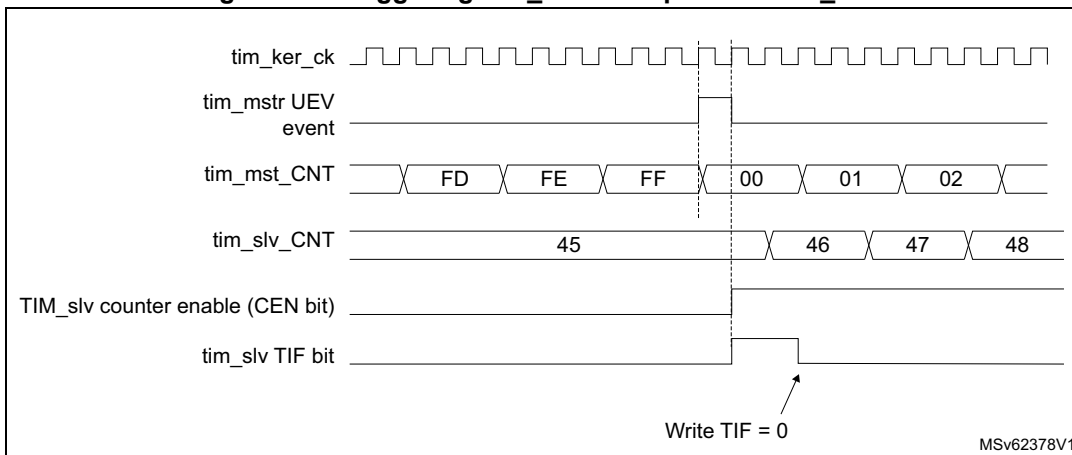 tim_ker_ck
tim_mstr UEV
event
tim_mst_CNT
FD FE FF 00 01 02
tim_slv_CNT
45 46 47 48
TIM_slv counter enable (CEN bit)
tim_slv TIF bit
Write TIF = 0
MSv62378V1